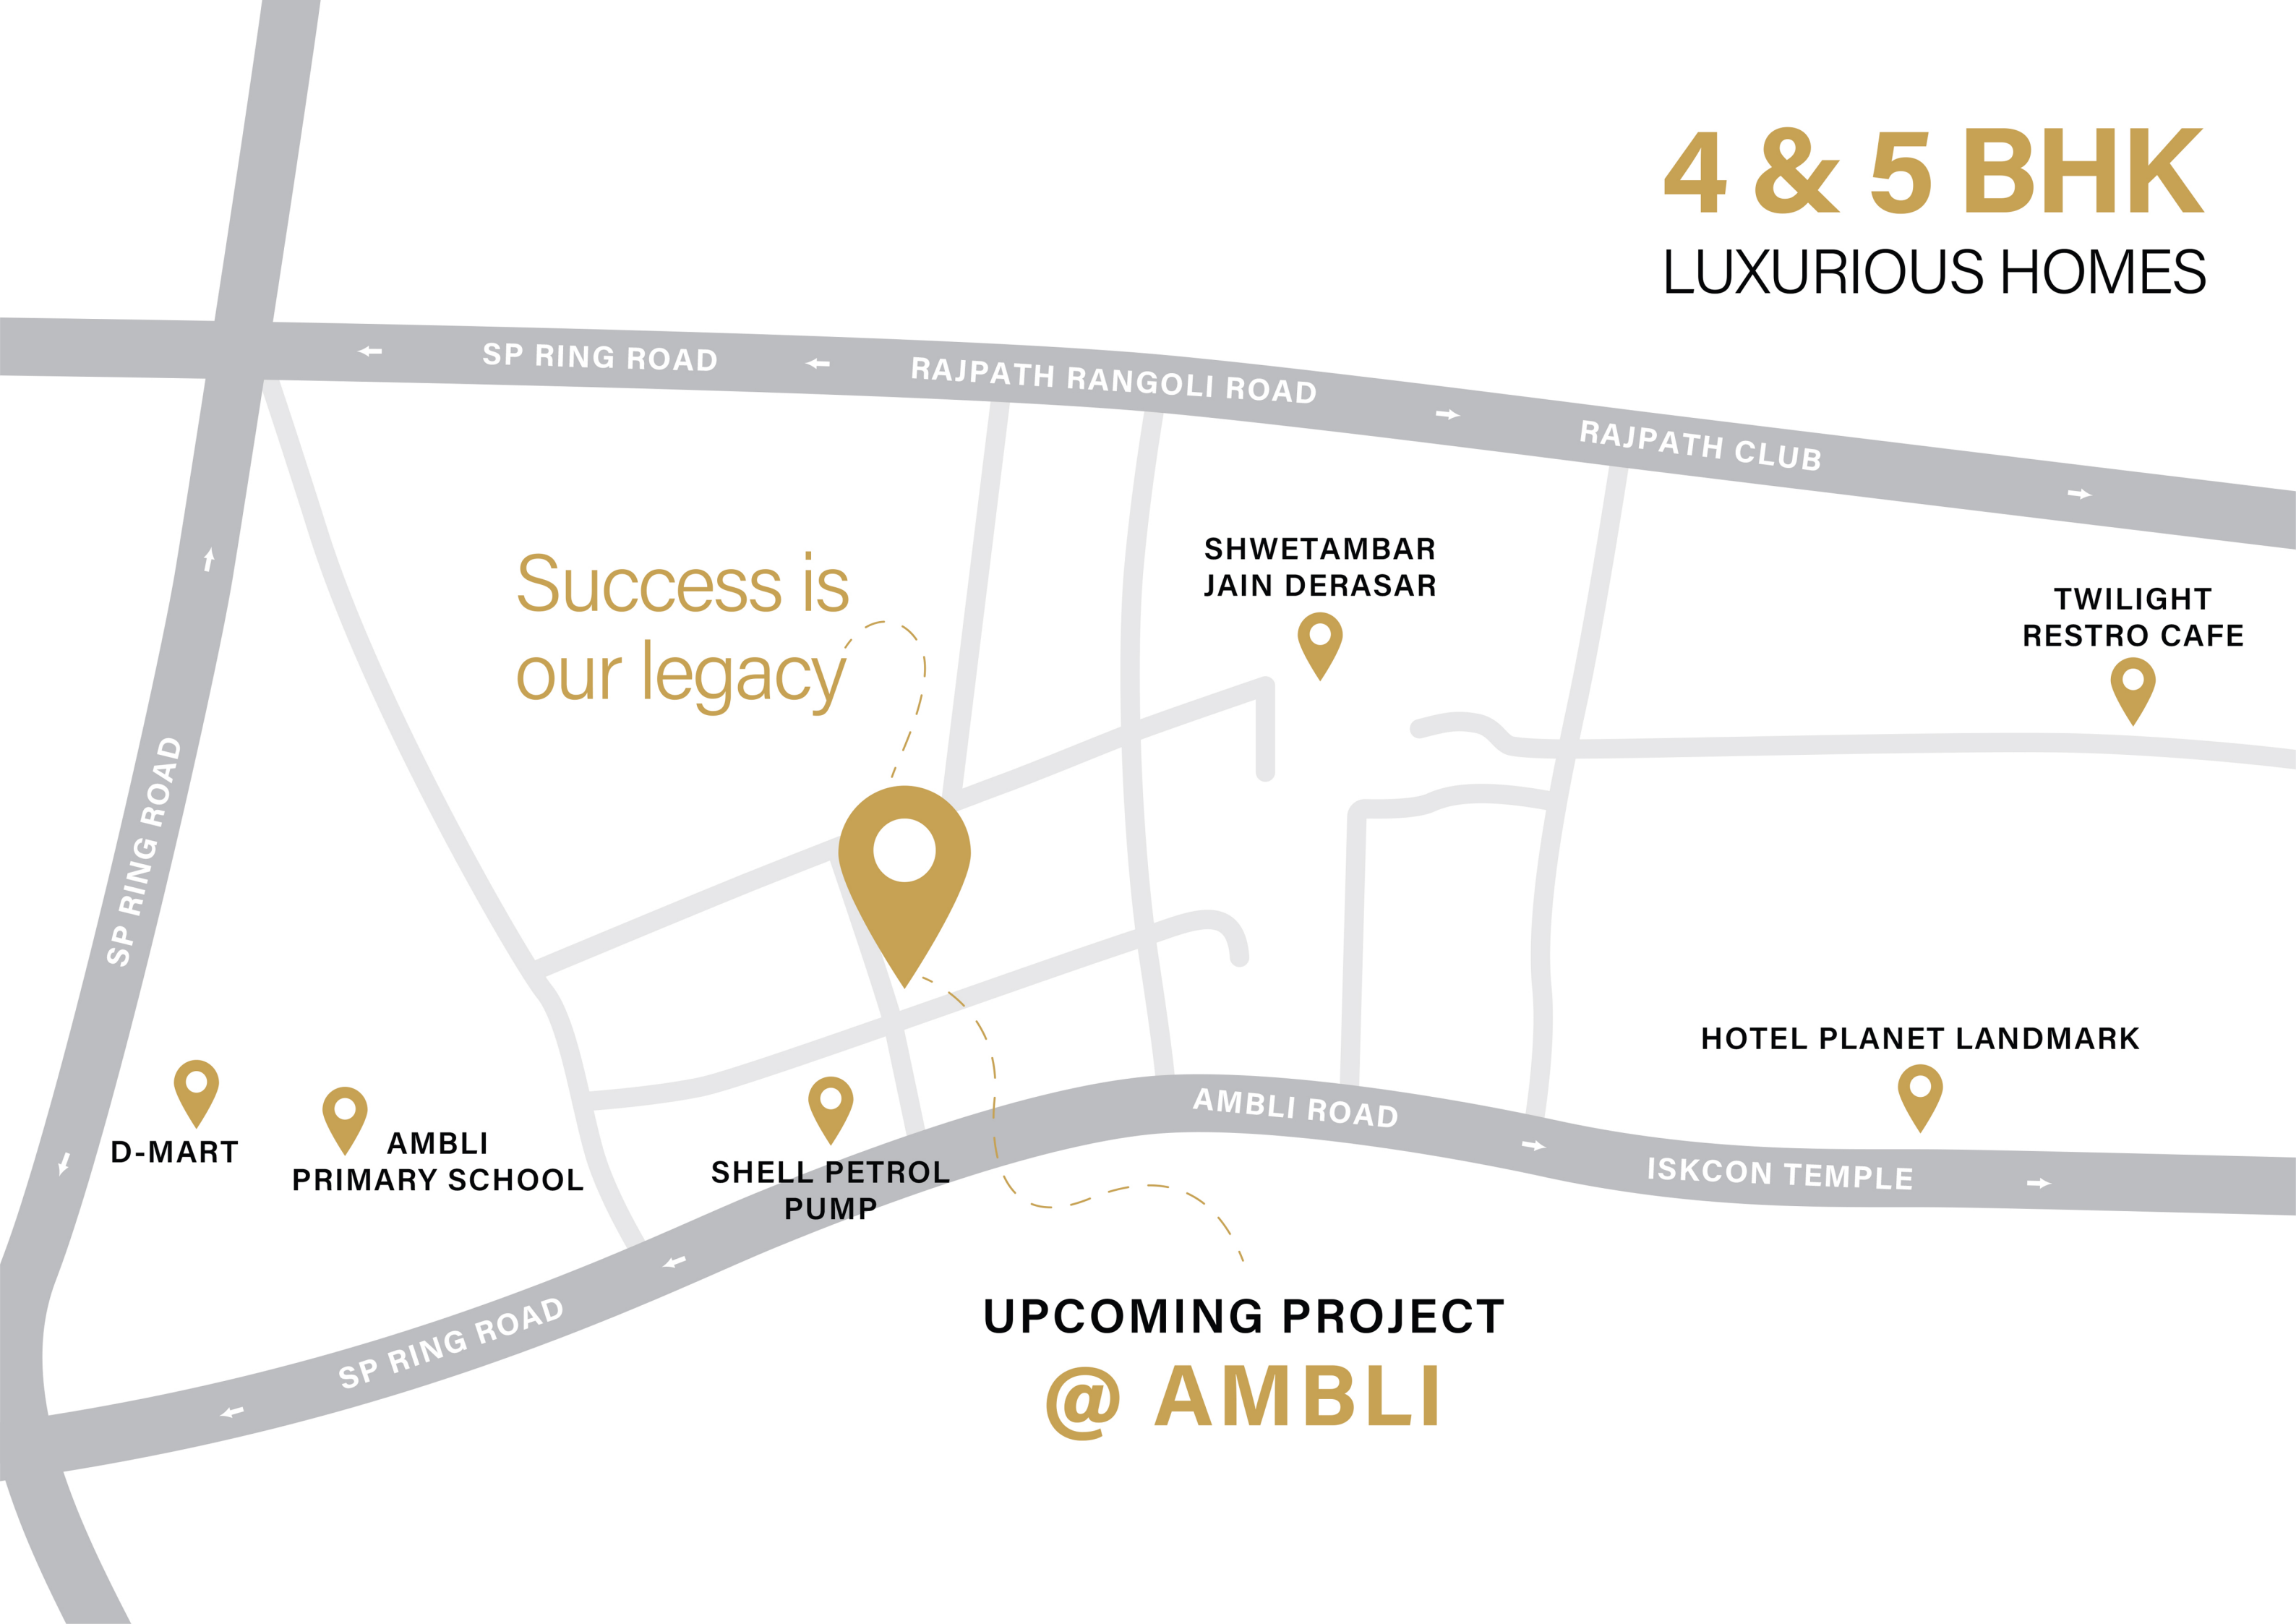 4 & 5 BHK
LUXURIOUS HOMES
SP RING ROAD
RAJPATH RANGOLI ROAD
RAJPATH CLUB
Success is
our legacy
SHWETAMBAR
JAIN DERASAR
TWILIGHT
RESTRO CAFE
SP RING ROAD
HOTEL PLANET LANDMARK
D-MART
AMBLI
PRIMARY SCHOOL
SHELL PETROL
PUMP
AMBLI ROAD
ISKCON TEMPLE
SP RING ROAD
UPCOMING PROJECT
@ AMBLI